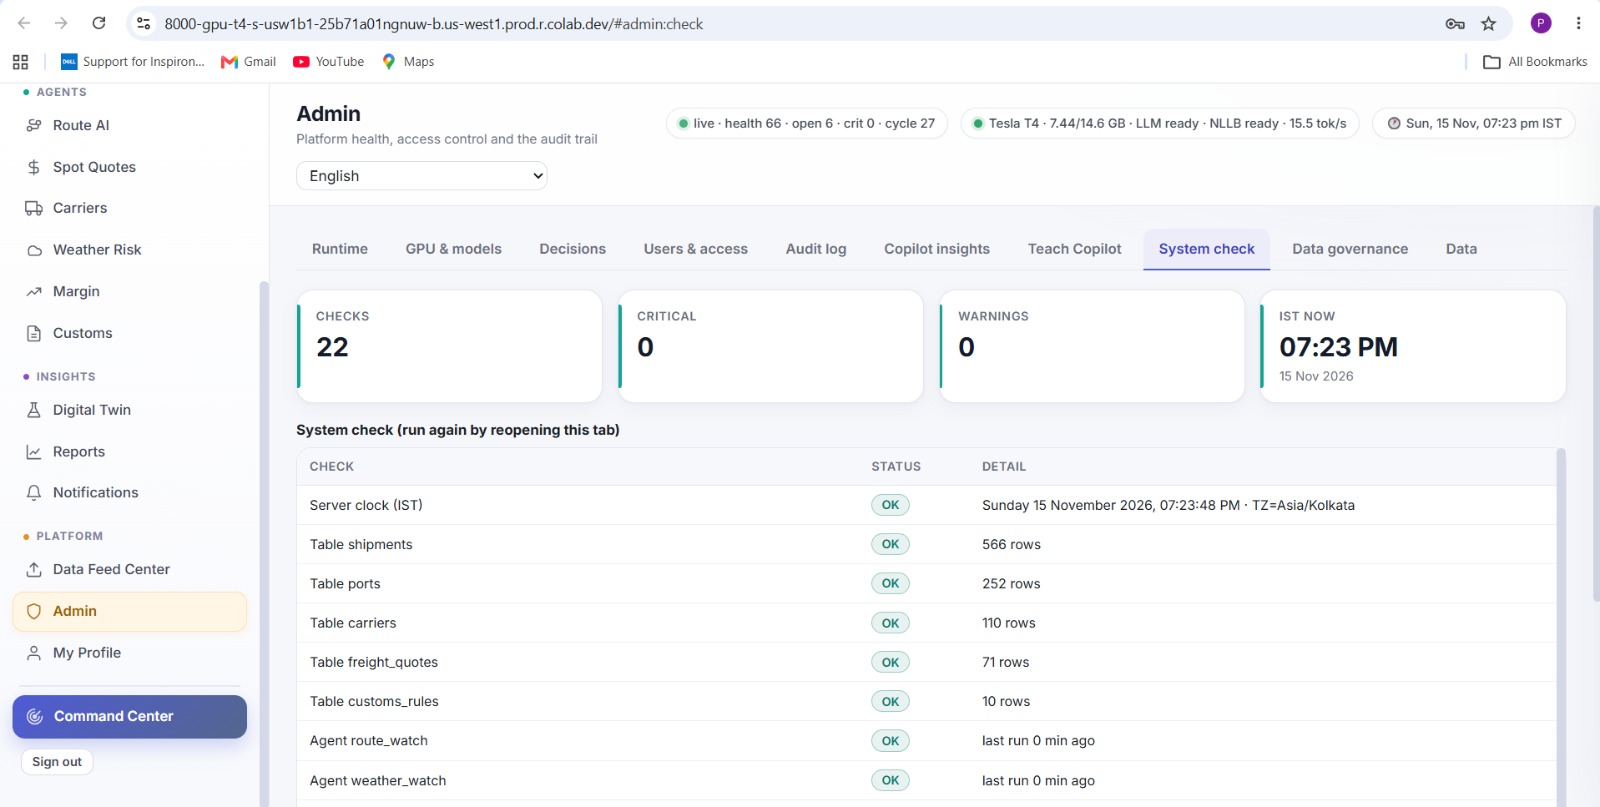 8000-gpu-t4-s-usw1b1-25b71a01ngnuw-b.us-west1.prod.r.colab.dev/#admin:check
P
DELL Support for Inspiron...
Gmail
YouTube
Maps
All Bookmarks
AGENTS
Route AI
Spot Quotes
Carriers
Weather Risk
Margin
Customs
INSIGHTS
Digital Twin
Reports
Notifications
PLATFORM
Data Feed Center
Admin
My Profile
Command Center
Sign out
Admin
Platform health, access control and the audit trail
live · health 66 · open 6 · crit 0 · cycle 27
Tesla T4 · 7.44/14.6 GB · LLM ready · NLLB ready · 15.5 tok/s
Sun, 15 Nov, 07:23 pm IST
English
Runtime GPU & models Decisions Users & access Audit log Copilot insights Teach Copilot System check Data governance Data
CHECKS
22
CRITICAL
0
WARNINGS
0
IST NOW
07:23 PM
15 Nov 2026
System check (run again by reopening this tab)
CHECK STATUS DETAIL
Server clock (IST) OK Sunday 15 November 2026, 07:23:48 PM · TZ=Asia/Kolkata
Table shipments OK 566 rows
Table ports OK 252 rows
Table carriers OK 110 rows
Table freight_quotes OK 71 rows
Table customs_rules OK 10 rows
Agent route_watch OK last run 0 min ago
Agent weather_watch OK last run 0 min ago